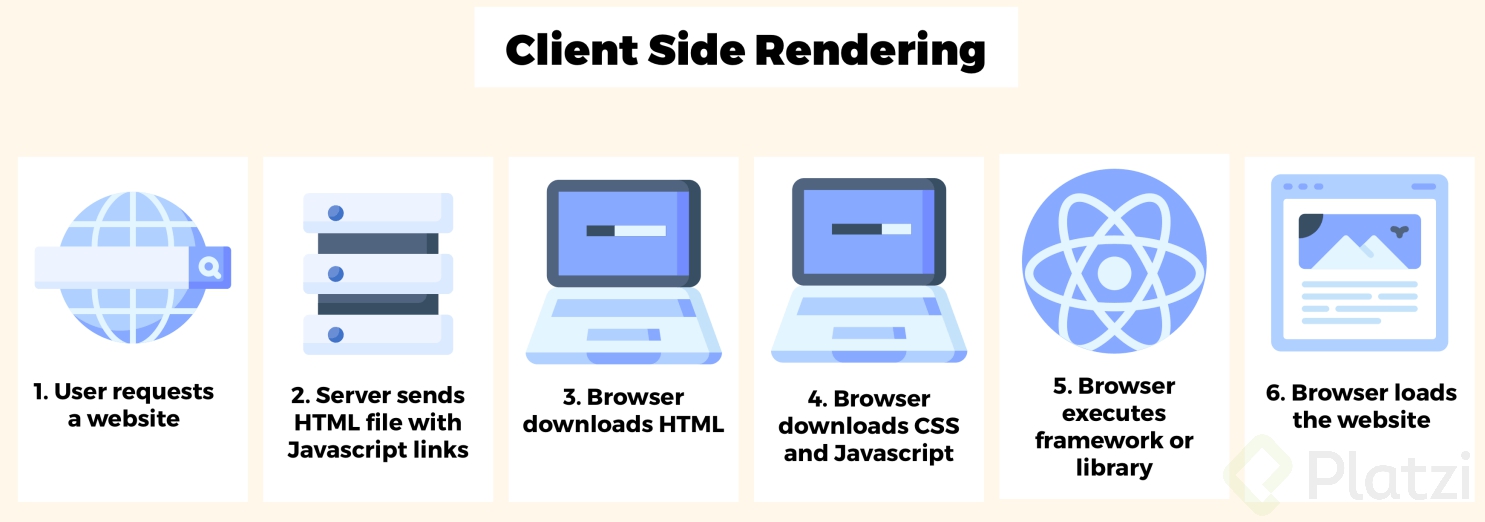 Client Side Rendering
1. User requests
a website
2. Server sends
HTML file with
Javascript links
3. Browser
downloads HTML
4. Browser
downloads CSS
and Javascript
5. Browser
executes
framework or
library
6. Browser loads
the website
Platzi